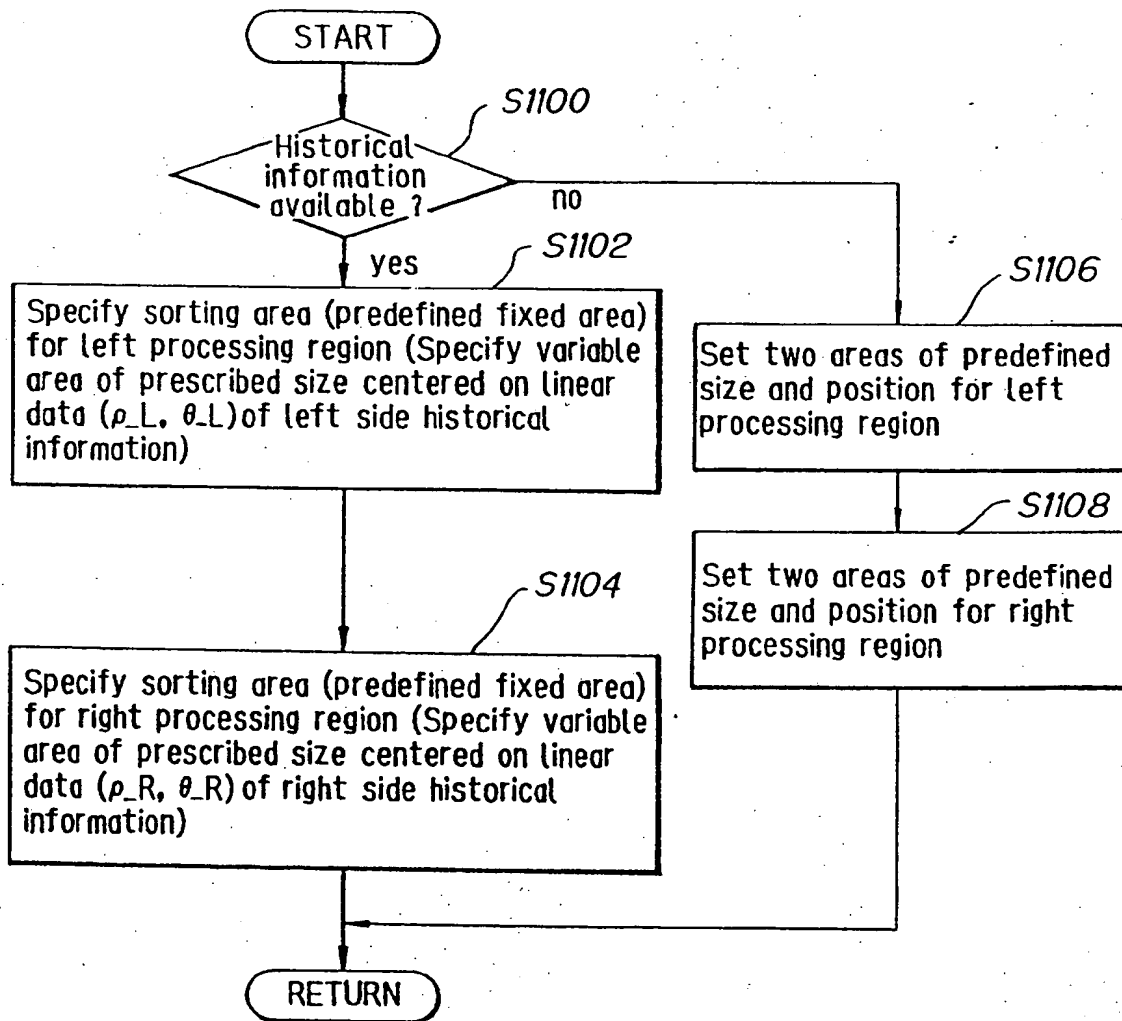 START
S1100
Historical
information
available ?
no
yes
S1102
Specify sorting area (predefined fixed area)
for left processing region (Specify variable
area of prescribed size centered on linear
data (ρ_L, θ_L) of left side historical
information)
S1104
Specify sorting area (predefined fixed area)
for right processing region (Specify variable
area of prescribed size centered on linear
data (ρ_R, θ_R) of right side historical
information)
S1106
Set two areas of predefined
size and position for left
processing region
S1108
Set two areas of predefined
size and position for right
processing region
RETURN